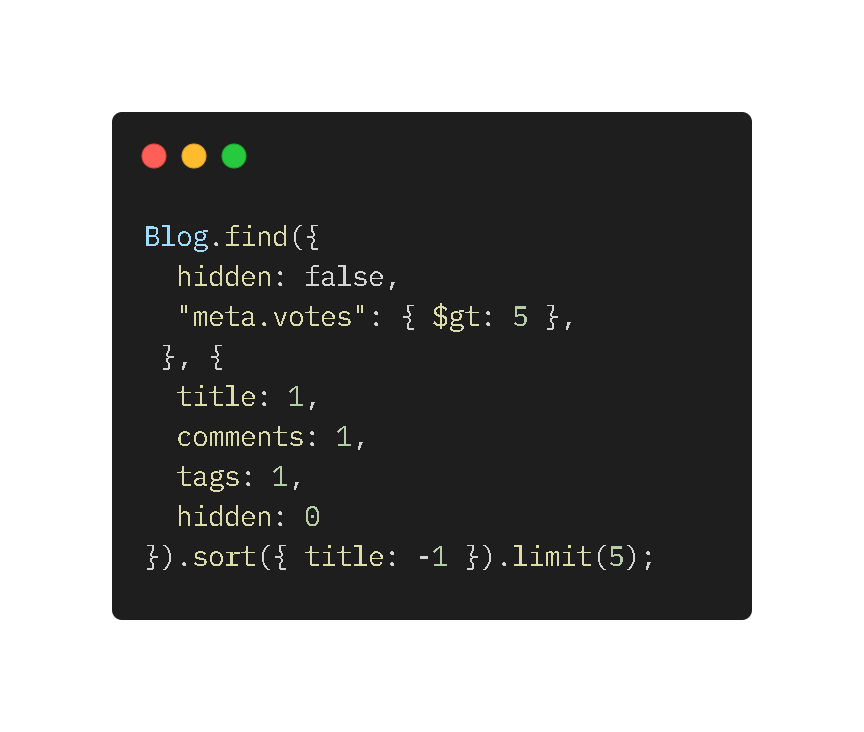 Blog.find({
  hidden: false,
  "meta.votes": { $gt: 5 },
 }, {
  title: 1,
  comments: 1,
  tags: 1,
  hidden: 0
}).sort({ title: -1 }).limit(5);